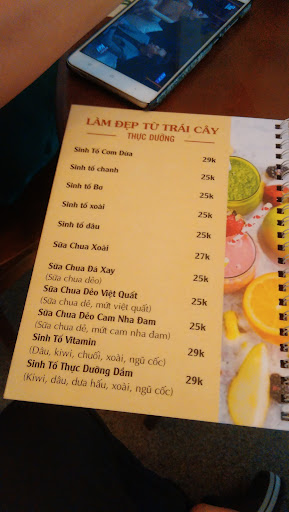 LÀM ĐẸP TỪ TRÁI CÂY
THỰC DƯỠNG
Sinh Tố Cơm Dừa 29k
Sinh tố chanh 25k
Sinh tố Bơ 25k
Sinh tố xoài 25k
Sinh tố dâu 25k
Sữa Chua Xoài 27k
Sữa Chua Đá Xay 25k
(Sữa chua dẻo)
Sữa Chua Dẻo Việt Quất 25k
(Sữa chua dẻ, mứt việt quất)
Sữa Chua Dẻo Cam Nha Đam 25k
(Sữa chua dẻ, mứt cam nha đam)
Sinh Tố Vitamin 29k
(Dâu, kiwi, chuối, xoài, ngũ cốc)
Sinh Tố Thực Dưỡng Dầm 29k
(Kiwi, dâu, dưa hấu, xoài, ngũ cốc)